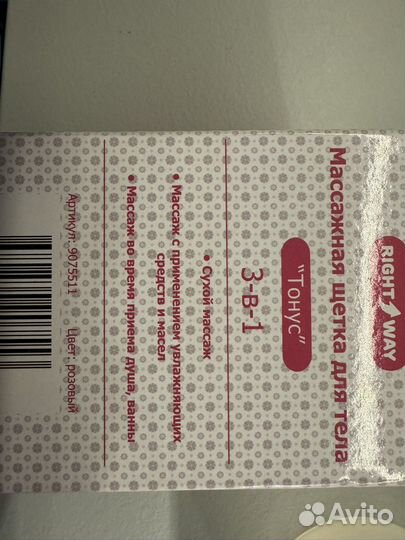 RIGHT WAY
Массажная щетка для тела
"Тонус"
3-в-1
• Сухой массаж
• Массаж с применением увлажняющих
средств и масел
• Массаж во время приема душа, ванны
Артикул: 9075511 Цвет: розовый
Avito